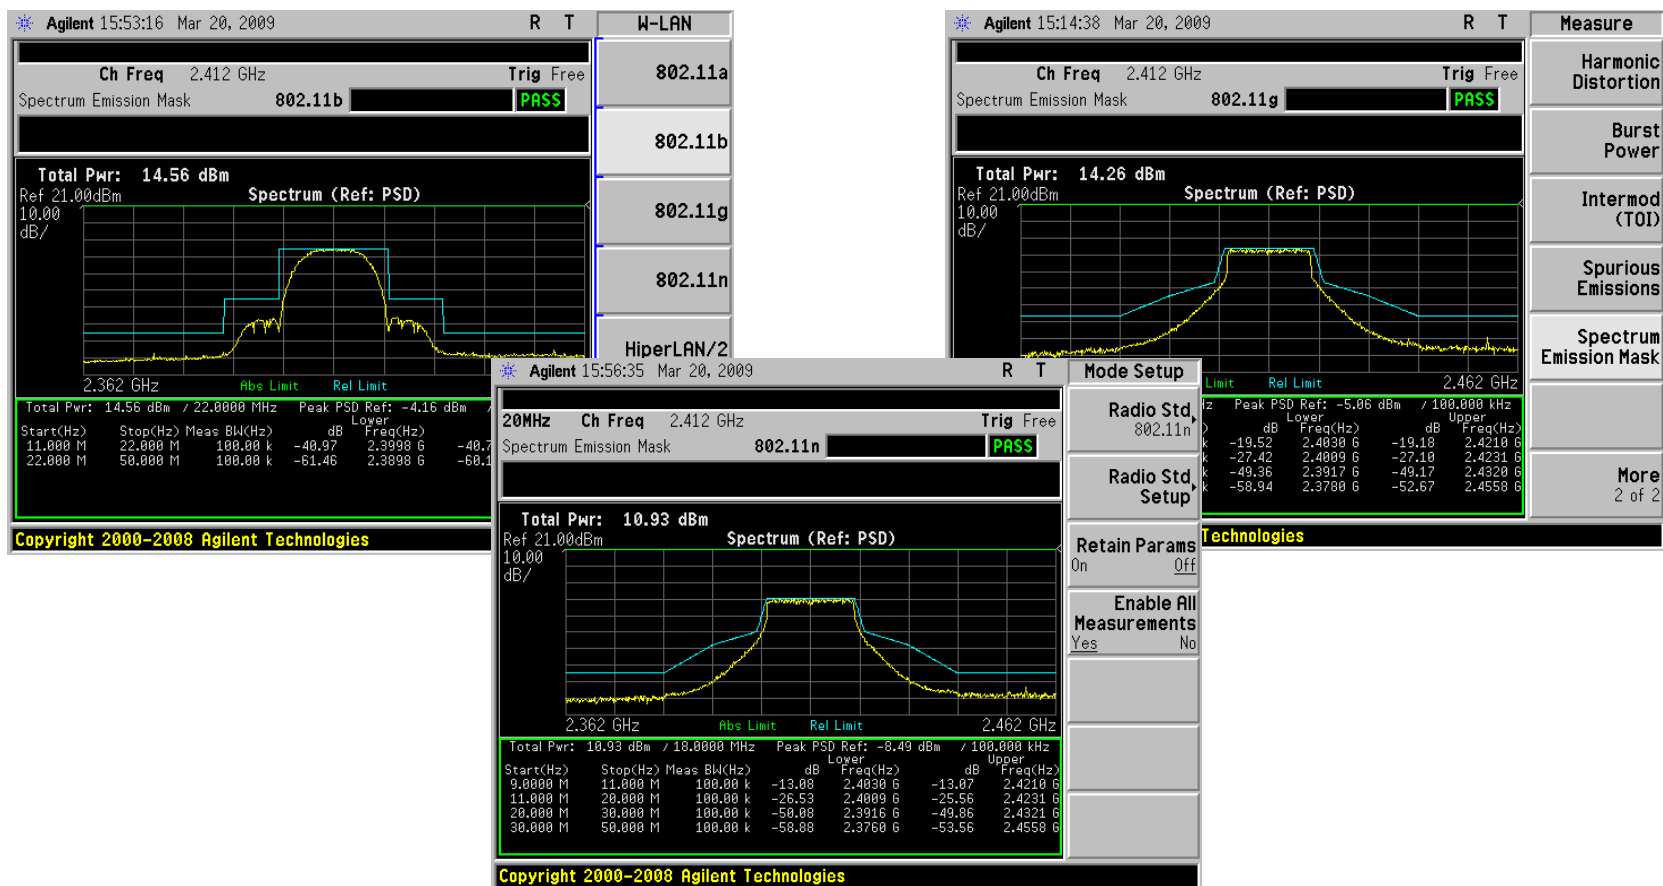 Agilent 15:53:16 Mar 20, 2009 R T
W-LAN
Ch Freq 2.412 GHz Trig Free
Spectrum Emission Mask 802.11b PASS
Total Pwr: 14.56 dBm
Ref 21.00dBm Spectrum (Ref: PSD)
10.00
dB/
2.362 GHz Abs Limit Rel Limit
Total Pwr: 14.56 dBm / 22.0000 MHz Peak PSD Ref: -4.16 dBm /
Lower
Start(Hz) Stop(Hz) Meas BW(Hz) dB Freq(Hz)
11.000 M 22.000 M 100.00 k -40.97 2.3998 G -40.7
22.000 M 50.000 M 100.00 k -61.46 2.3898 G -60.1
Copyright 2000-2008 Agilent Technologies
802.11a
802.11b
802.11g
802.11n
HiperLAN/2
Agilent 15:14:38 Mar 20, 2009 R T
Measure
Ch Freq 2.412 GHz Trig Free
Spectrum Emission Mask 802.11g PASS
Total Pwr: 14.26 dBm
Ref 21.00dBm Spectrum (Ref: PSD)
10.00
dB/
Limit Rel Limit 2.462 GHz
Hz Peak PSD Ref: -5.06 dBm / 100.000 kHz
Lower Upper
) dB Freq(Hz) dB Freq(Hz)
k -19.52 2.4030 G -19.18 2.4210 G
k -27.42 2.4009 G -27.10 2.4231 G
k -49.36 2.3917 G -49.17 2.4320 G
k -58.94 2.3780 G -52.67 2.4558 G
Technologies
Harmonic
Distortion
Burst
Power
Intermod
(TOI)
Spurious
Emissions
Spectrum
Emission Mask
More
2 of 2
Agilent 15:56:35 Mar 20, 2009 R T
Mode Setup
20MHz Ch Freq 2.412 GHz Trig Free
Spectrum Emission Mask 802.11n PASS
Total Pwr: 10.93 dBm
Ref 21.00dBm Spectrum (Ref: PSD)
10.00
dB/
2.362 GHz Abs Limit Rel Limit 2.462 GHz
Total Pwr: 10.93 dBm / 18.0000 MHz Peak PSD Ref: -8.49 dBm / 100.000 kHz
Lower Upper
Start(Hz) Stop(Hz) Meas BW(Hz) dB Freq(Hz) dB Freq(Hz)
9.0000 M 11.000 M 100.00 k -13.08 2.4030 G -13.07 2.4210 G
11.000 M 20.000 M 100.00 k -26.53 2.4009 G -25.56 2.4231 G
20.000 M 30.000 M 100.00 k -50.08 2.3916 G -49.86 2.4321 G
30.000 M 50.000 M 100.00 k -58.88 2.3760 G -53.56 2.4558 G
Copyright 2000-2008 Agilent Technologies
Radio Std
802.11n
Radio Std
Setup
Retain Params
On Off
Enable All
Measurements
Yes No